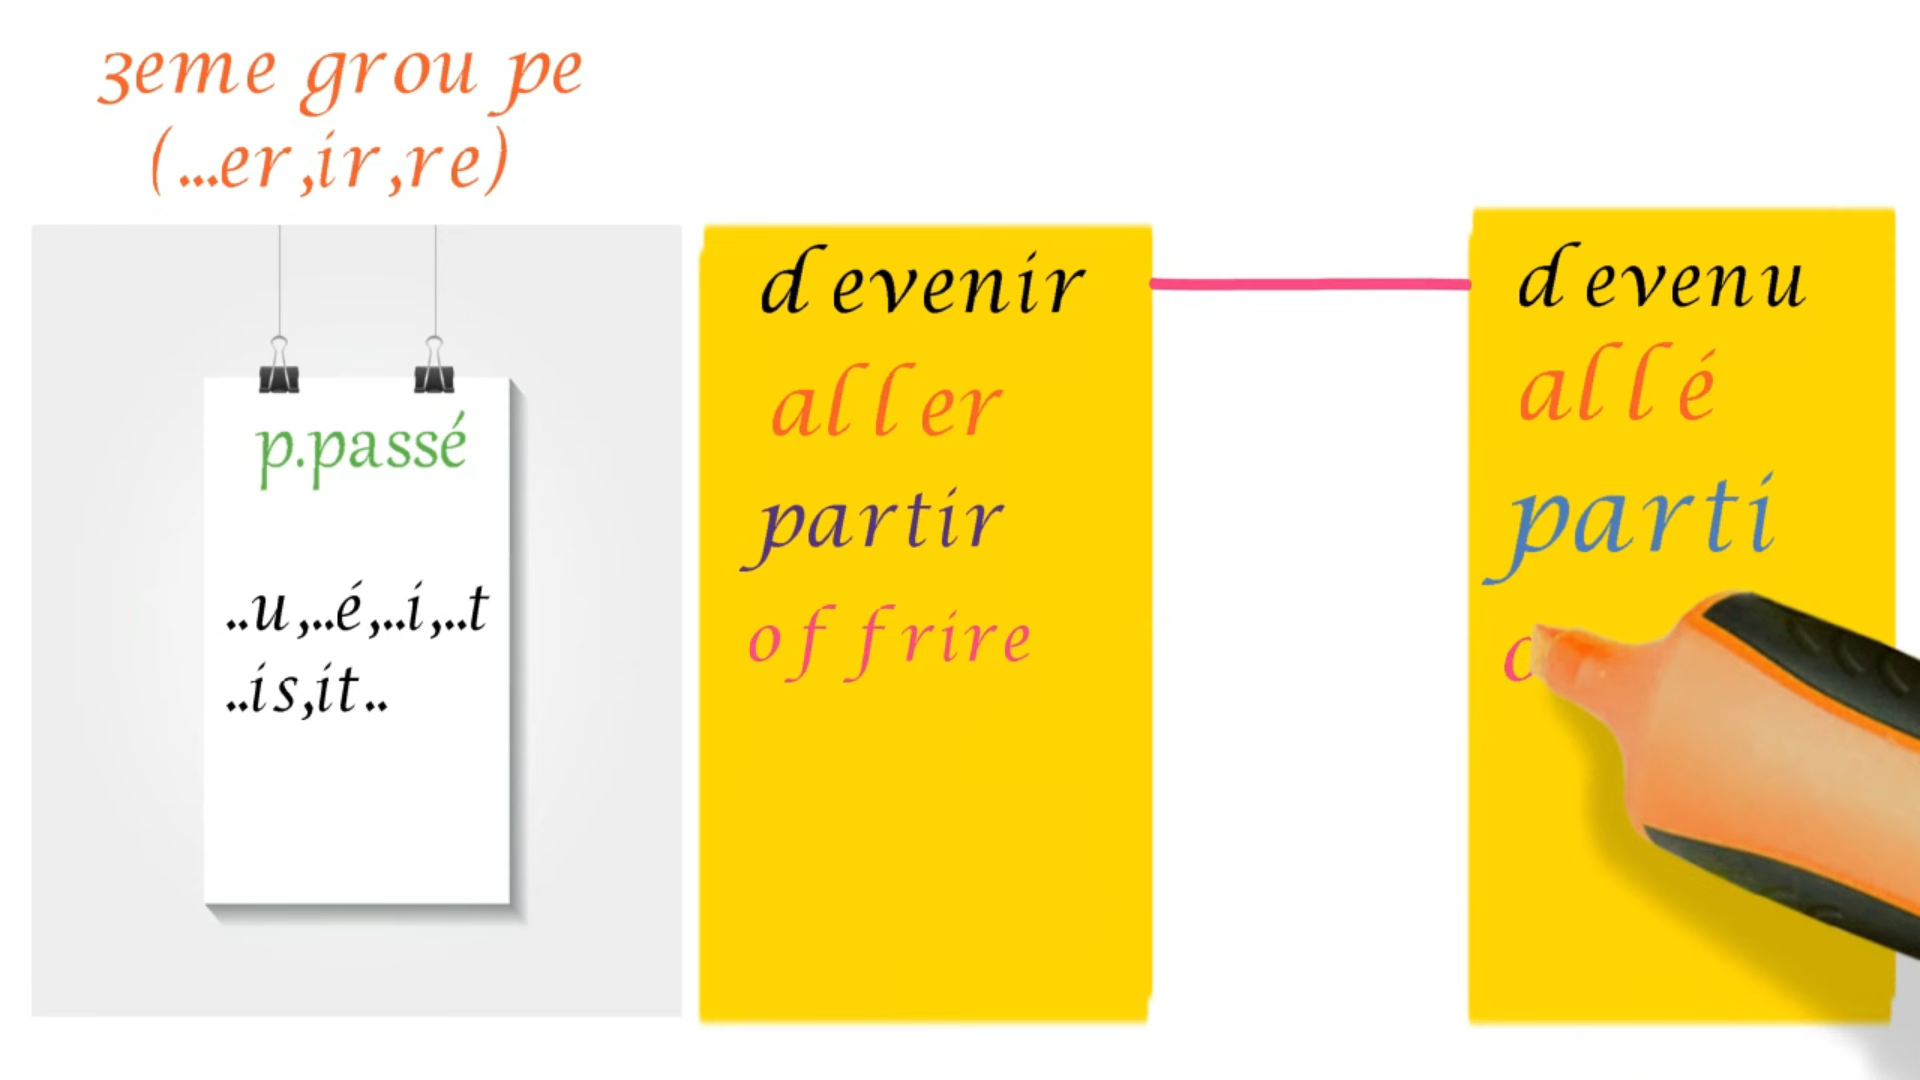 3eme groupe
(...er,ir,re)
p.passé
..u,..é,..i,..t
..is,it..
devenir
aller
partir
offrire
devenu
allé
parti
o